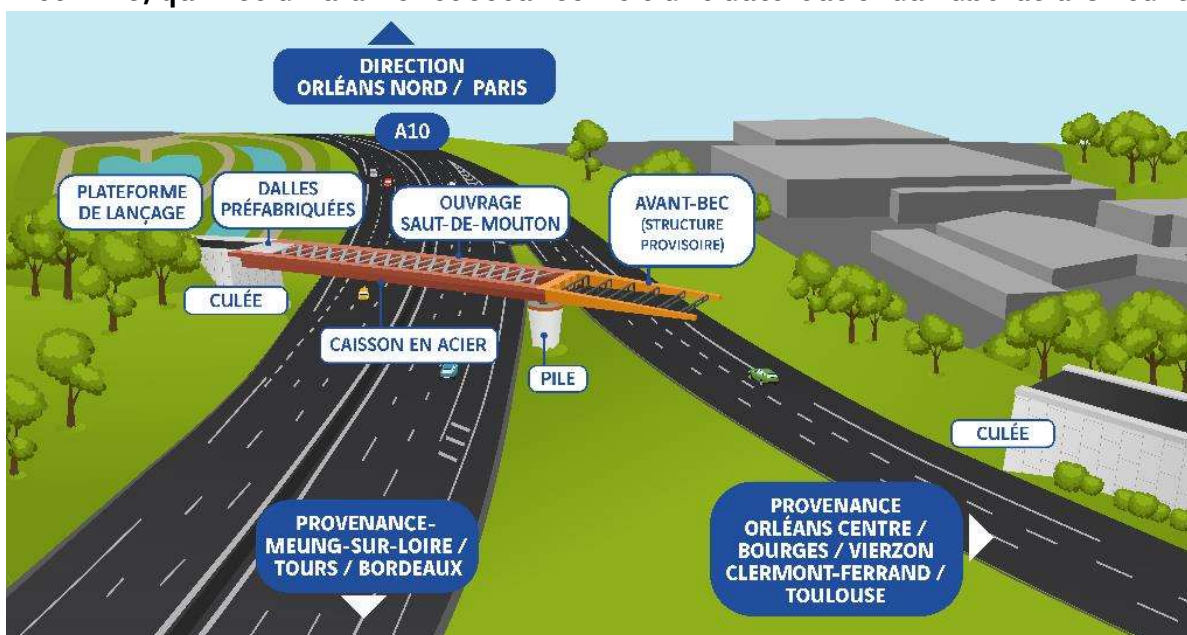 DIRECTION
ORLÉANS NORD / PARIS
A10
PLATEFORME
DE LANÇAGE
DALLES
PRÉFABRIQUÉES
OUVRAGE
SAUT-DE-MOUTON
AVANT-BEC
(STRUCTURE
PROVISOIRE)
CULÉE
CAISSON EN ACIER
PILE
CULÉE
PROVENANCE-
MEUNG-SUR-LOIRE /
TOURS / BORDEAUX
PROVENANCE
ORLÉANS CENTRE /
BOURGES / VIERZON
CLERMONT-FERRAND /
TOULOUSE